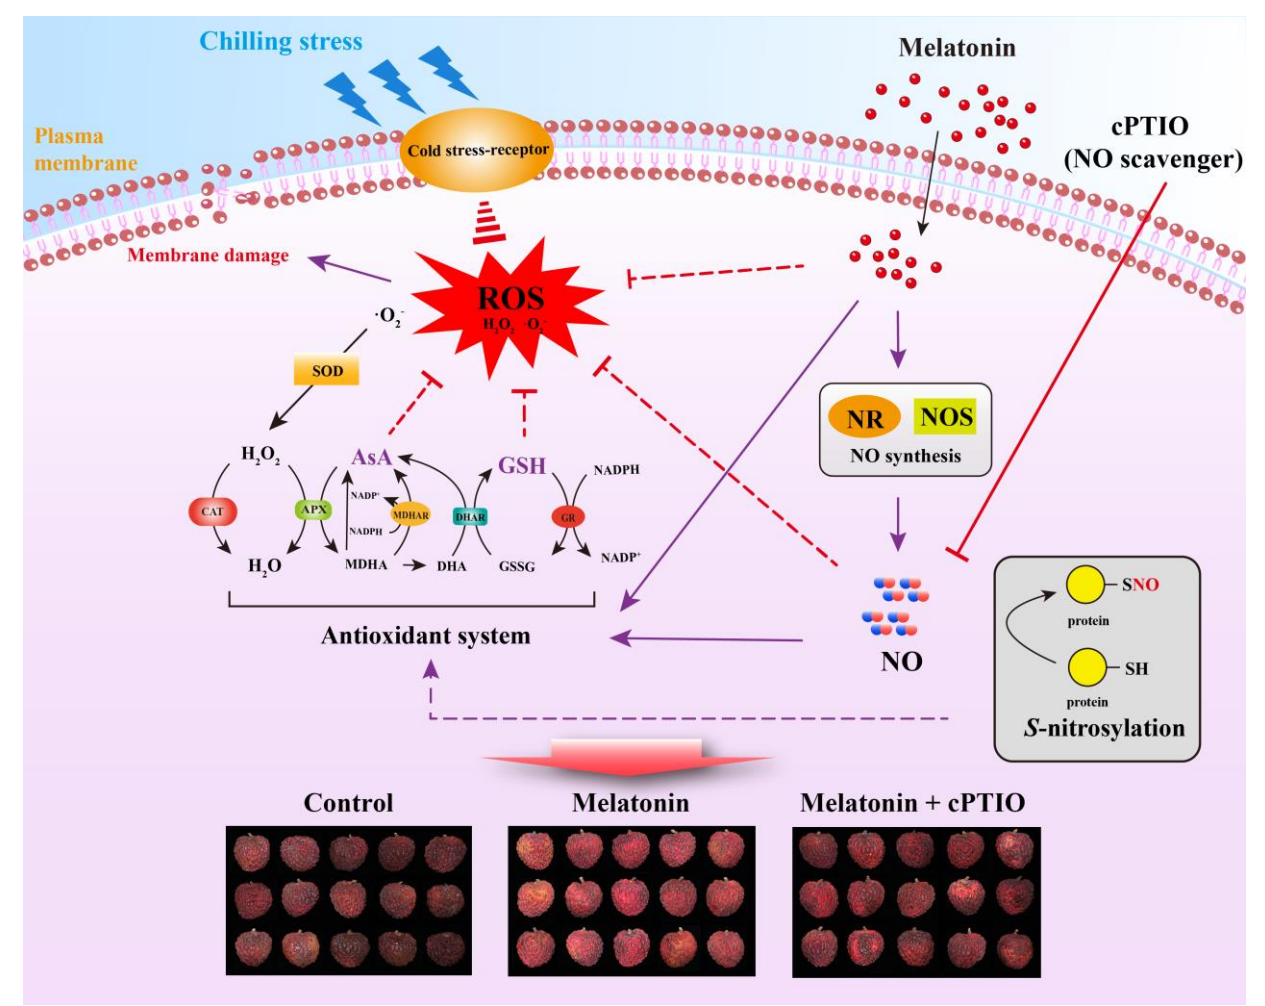 Chilling stress
Melatonin
cPTIO
(NO scavenger)
Plasma
membrane
Cold stress-receptor
Membrane damage
ROS
H₂O₂ ·O₂⁻
·O₂⁻
SOD
NR
NOS
NO synthesis
H₂O₂
AsA
GSH
NADPH
NADP⁺
CAT
APX
NADPH
MDHAR
DHAR
GR
H₂O
MDHA
DHA
GSSG
NADP⁺
SNO
protein
Antioxidant system
NO
SH
protein
S-nitrosylation
Control
Melatonin
Melatonin + cPTIO